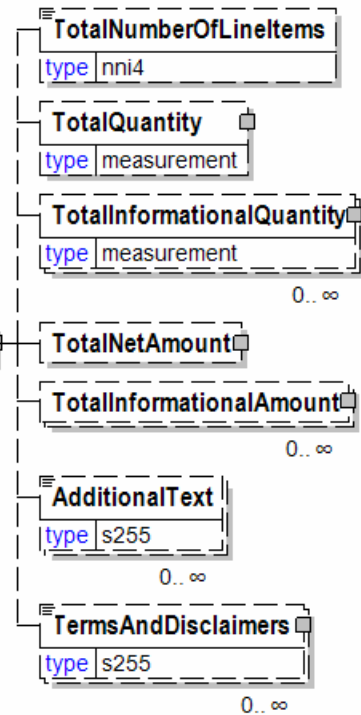 TotalNumberOfLineItems
type nni4
TotalQuantity
type measurement
TotalInformationalQuantity
type measurement
0.. ∞
TotalNetAmount
TotalInformationalAmount
0.. ∞
AdditionalText
type s255
0.. ∞
TermsAndDisclaimers
type s255
0.. ∞